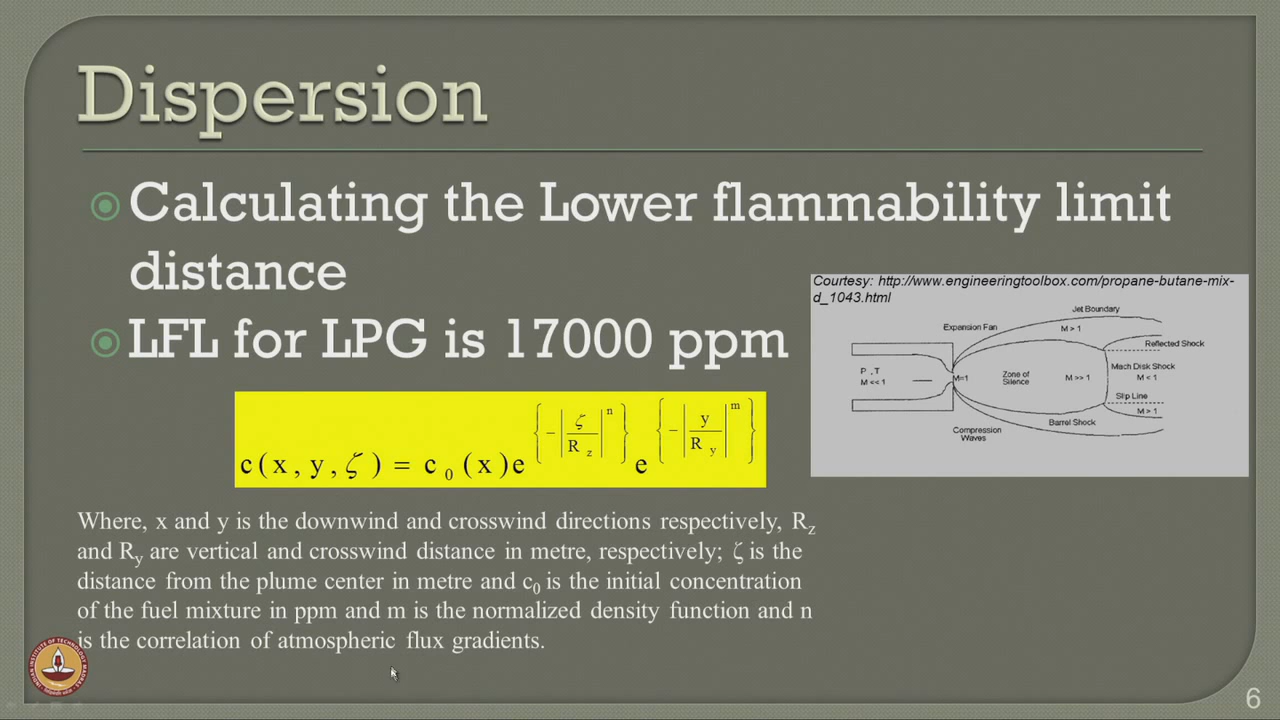 Dispersion
Calculating the Lower flammability limit
distance
LFL for LPG is 17000 ppm
Courtesy: http://www.engineeringtoolbox.com/propane-butane-mix-
d_1043.html
Jet Boundary
Expansion Fan
M > 1
Reflected Shock
P , T
M << 1
M=1
Zone of
Silence
M >> 1
Mach Disk Shock
M < 1
Slip Line
M > 1
Barrel Shock
Compression
Waves
c(x,y,ζ) = c₀(x)e^{-|ζ/R_z|^n} e^{-|y/R_y|^m}
Where, x and y is the downwind and crosswind directions respectively, R_z
and R_y are vertical and crosswind distance in metre, respectively; ζ is the
distance from the plume center in metre and c₀ is the initial concentration
of the fuel mixture in ppm and m is the normalized density function and n
is the correlation of atmospheric flux gradients.
6